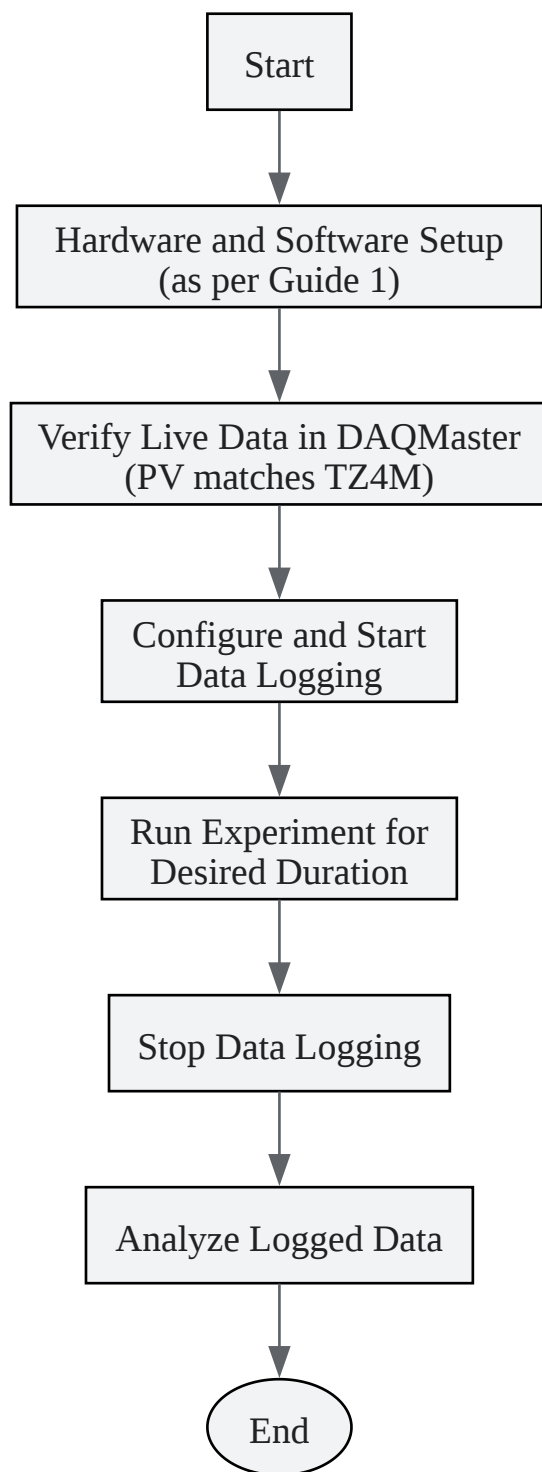 Start
Hardware and Software Setup
(as per Guide 1)
Verify Live Data in DAQMaster
(PV matches TZ4M)
Configure and Start
Data Logging
Run Experiment for
Desired Duration
Stop Data Logging
Analyze Logged Data
End